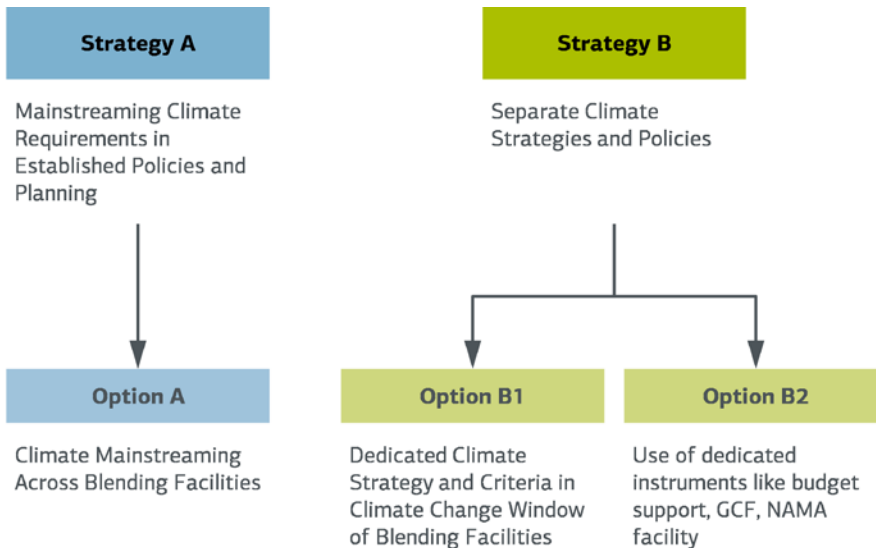 Strategy A
Mainstreaming Climate
Requirements in
Established Policies and
Planning
Strategy B
Separate Climate
Strategies and Policies
Option A
Climate Mainstreaming
Across Blending Facilities
Option B1
Dedicated Climate
Strategy and Criteria in
Climate Change Window
of Blending Facilities
Option B2
Use of dedicated
instruments like budget
support, GCF, NAMA
facility